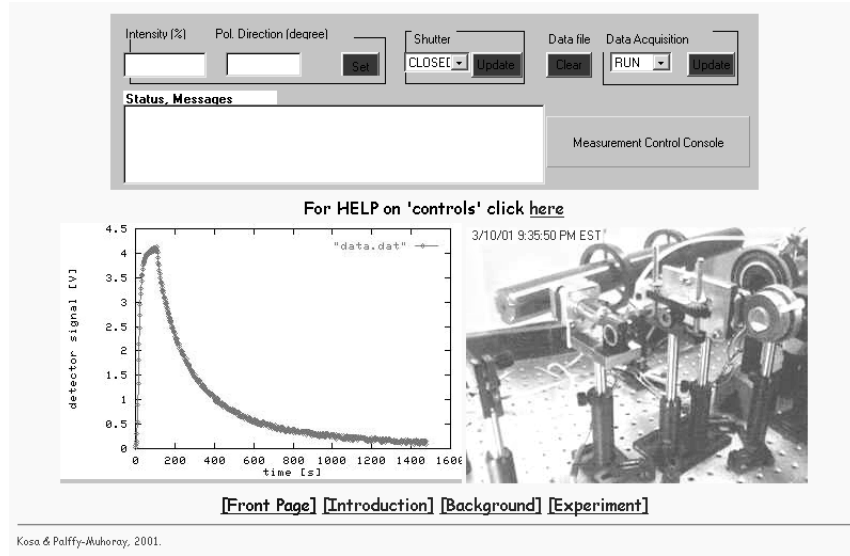 Intensity (%) Pol. Direction (degree) Shutter Data file Data Acquisition
Set CLOSED Update Clear RUN Update
Status, Messages
Measurement Control Console
For HELP on 'controls' click here
4.5
4
3.5
3
2.5
2
1.5
1
0.5
0
detector signal [V]
"data.dat"
0 200 400 600 800 1000 1200 1400 1600
time [s]
3/10/01 9:35:50 PM EST
[Front Page] [Introduction] [Background] [Experiment]
Kosa & Palffy-Muhoray, 2001.